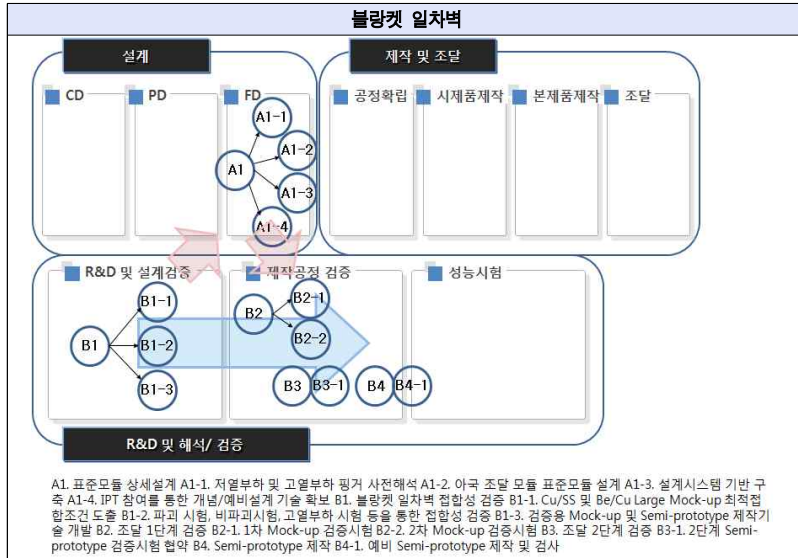 블랑켓 일차벽
설계
제작 및 조달
CD
PD
FD
공정확립
시제품제작
본제품제작
조달
A1-1
A1-2
A1
A1-3
A1-4
R&D 및 설계검증
제작공정 검증
성능시험
B1-1
B2-1
B2
B1
B1-2
B2-2
B1-3
B3
B3-1
B4
B4-1
R&D 및 해석/ 검증
A1. 표준모듈 상세설계 A1-1. 저열부하 및 고열부하 핑거 사전해석 A1-2. 아국 조달 모듈 표준모듈 설계 A1-3. 설계시스템 기반 구
축 A1-4. IPT 참여를 통한 개념/예비설계 기술 확보 B1. 블랑켓 일차벽 접합성 검증 B1-1. Cu/SS 및 Be/Cu Large Mock-up 최적접
합조건 도출 B1-2. 파괴 시험, 비파괴시험, 고열부하 시험 등을 통한 접합성 검증 B1-3. 검증용 Mock-up 및 Semi-prototype 제작기
술 개발 B2. 조달 1단계 검증 B2-1. 1차 Mock-up 검증시험 B2-2. 2차 Mock-up 검증시험 B3. 조달 2단계 검증 B3-1. 2단계 Semi-
prototype 검증시험 협약 B4. Semi-prototype 제작 B4-1. 예비 Semi-prototype 제작 및 검사